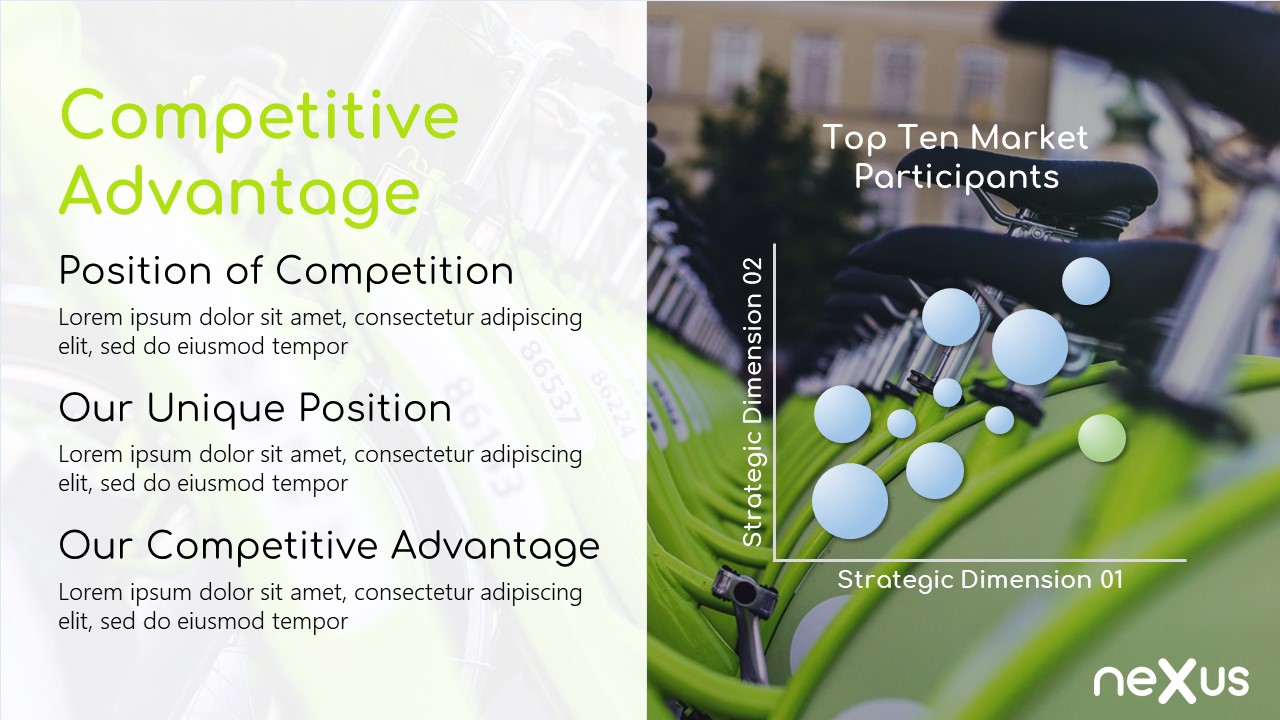 Competitive
Advantage
Position of Competition
Lorem ipsum dolor sit amet, consectetur adipiscing
elit, sed do eiusmod tempor
Our Unique Position
Lorem ipsum dolor sit amet, consectetur adipiscing
elit, sed do eiusmod tempor
Our Competitive Advantage
Lorem ipsum dolor sit amet, consectetur adipiscing
elit, sed do eiusmod tempor
86537
86224
Top Ten Market
Participants
Strategic Dimension 02
Strategic Dimension 01
neXus